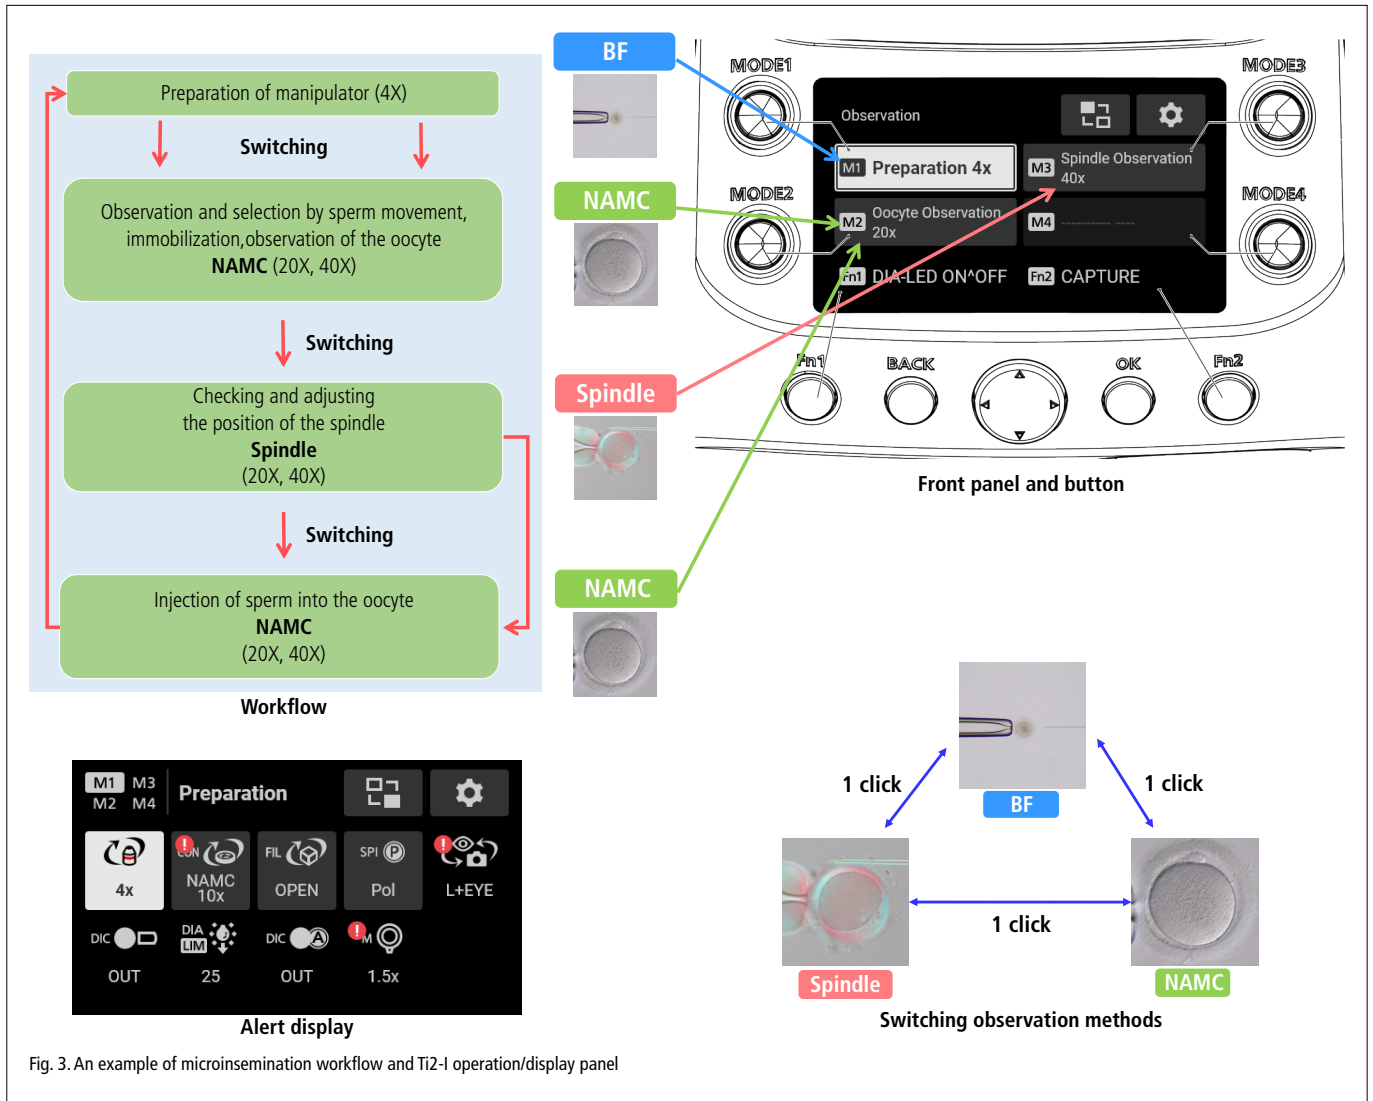 Preparation of manipulator (4X)
Switching
Observation and selection by sperm movement,
immobilization,observation of the oocyte
NAMC (20X, 40X)
Switching
Checking and adjusting
the position of the spindle
Spindle
(20X, 40X)
Switching
Injection of sperm into the oocyte
NAMC
(20X, 40X)
Workflow
BF
NAMC
Spindle
NAMC
MODE1
MODE3
MODE2
MODE4
Observation
M1 Preparation 4x
M3 Spindle Observation
40x
M2 Oocyte Observation
20x
M4 --------- ---
Fn1 DIA-LED ON^OFF
Fn2 CAPTURE
Fn1
BACK
OK
Fn2
Front panel and button
M1 M3
M2 M4
Preparation
4x
NAMC
10x
FIL
OPEN
SPI P
Pol
L+EYE
DIC
OUT
DIA
LIM
25
DIC A
OUT
M
1.5x
Alert display
BF
1 click
1 click
1 click
Spindle
NAMC
Switching observation methods
Fig. 3. An example of microinsemination workflow and Ti2-I operation/display panel